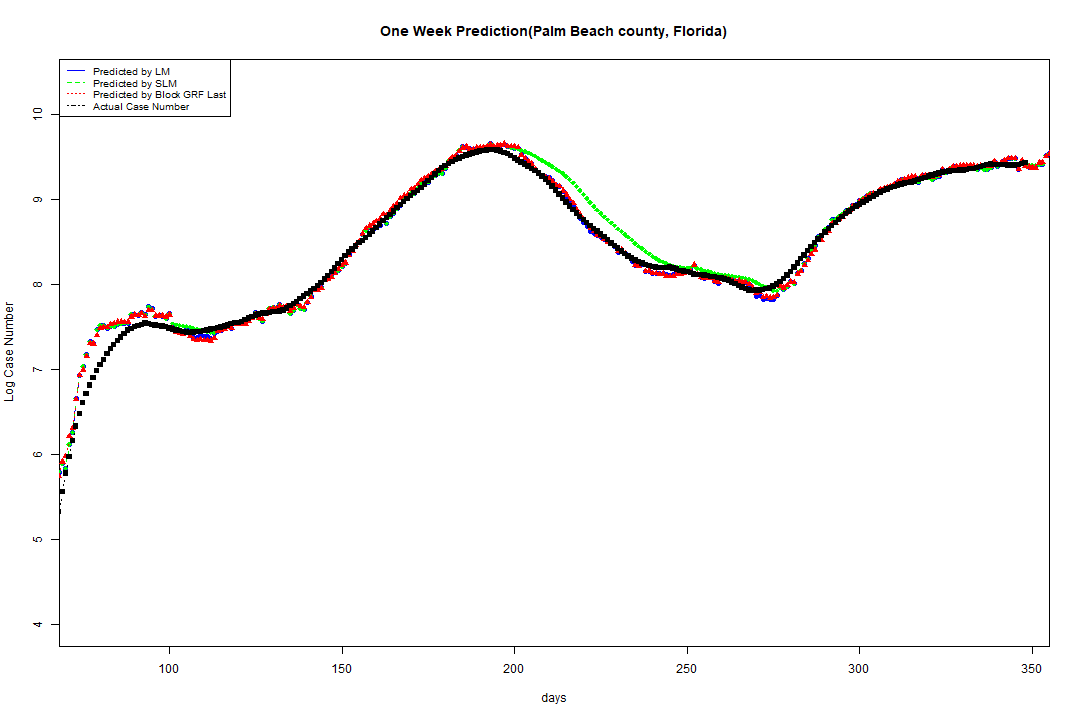 One Week Prediction(Palm Beach county, Florida)
Predicted by LM
Predicted by SLM
Predicted by Block GRF Last
Actual Case Number
10
9
8
7
6
5
4
Log Case Number
100
150
200
250
300
350
days